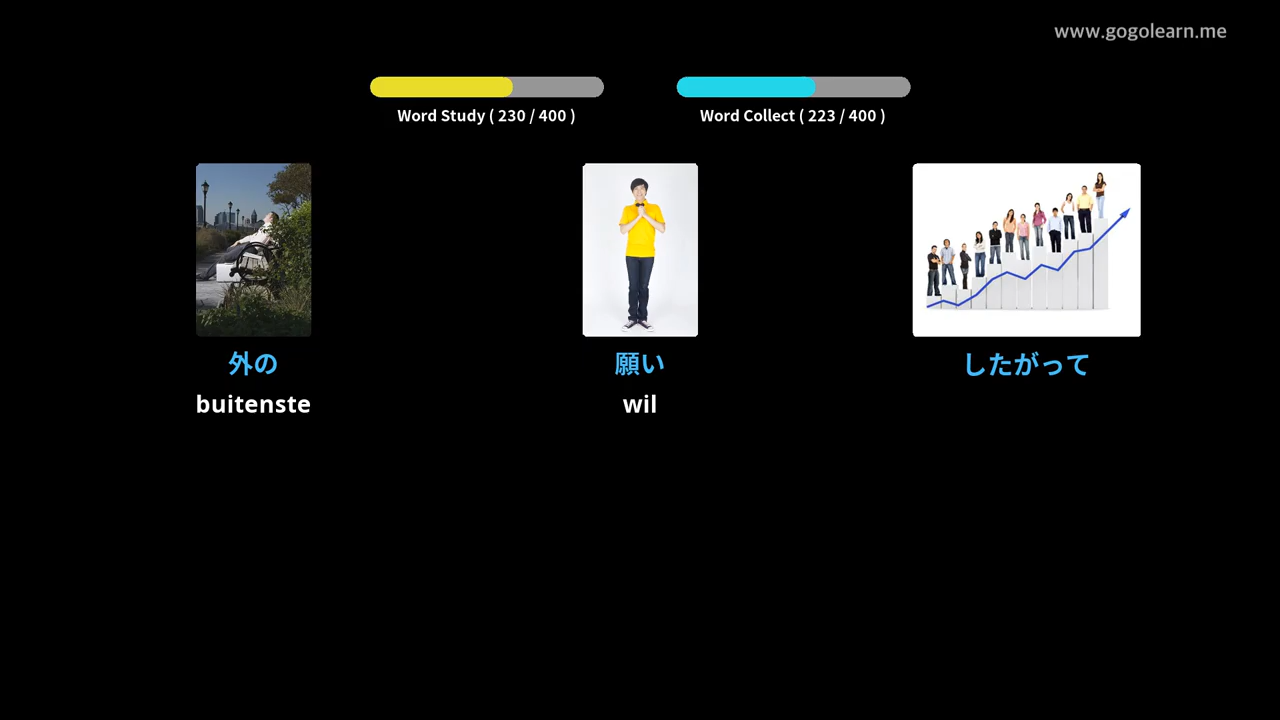 www.gogolearn.me
Word Study ( 230 / 400 )
Word Collect ( 223 / 400 )
外の
願い
したがって
buitenste
wil